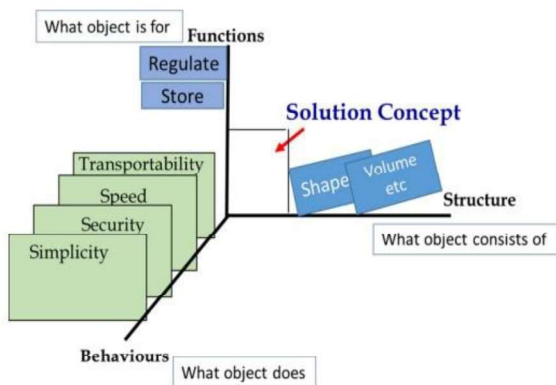 What object is for
Functions
Regulate
Store
Solution Concept
Transportability
Speed
Security
Simplicity
Shape
Volume
etc
Structure
What object consists of
Behaviours
What object does